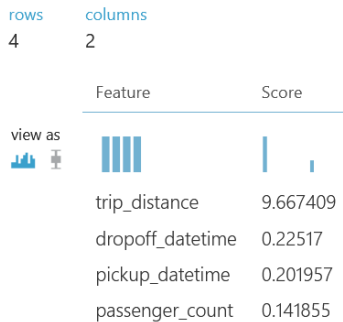 rows columns
4 2
Feature Score
view as
trip_distance 9.667409
dropoff_datetime 0.22517
pickup_datetime 0.201957
passenger_count 0.141855